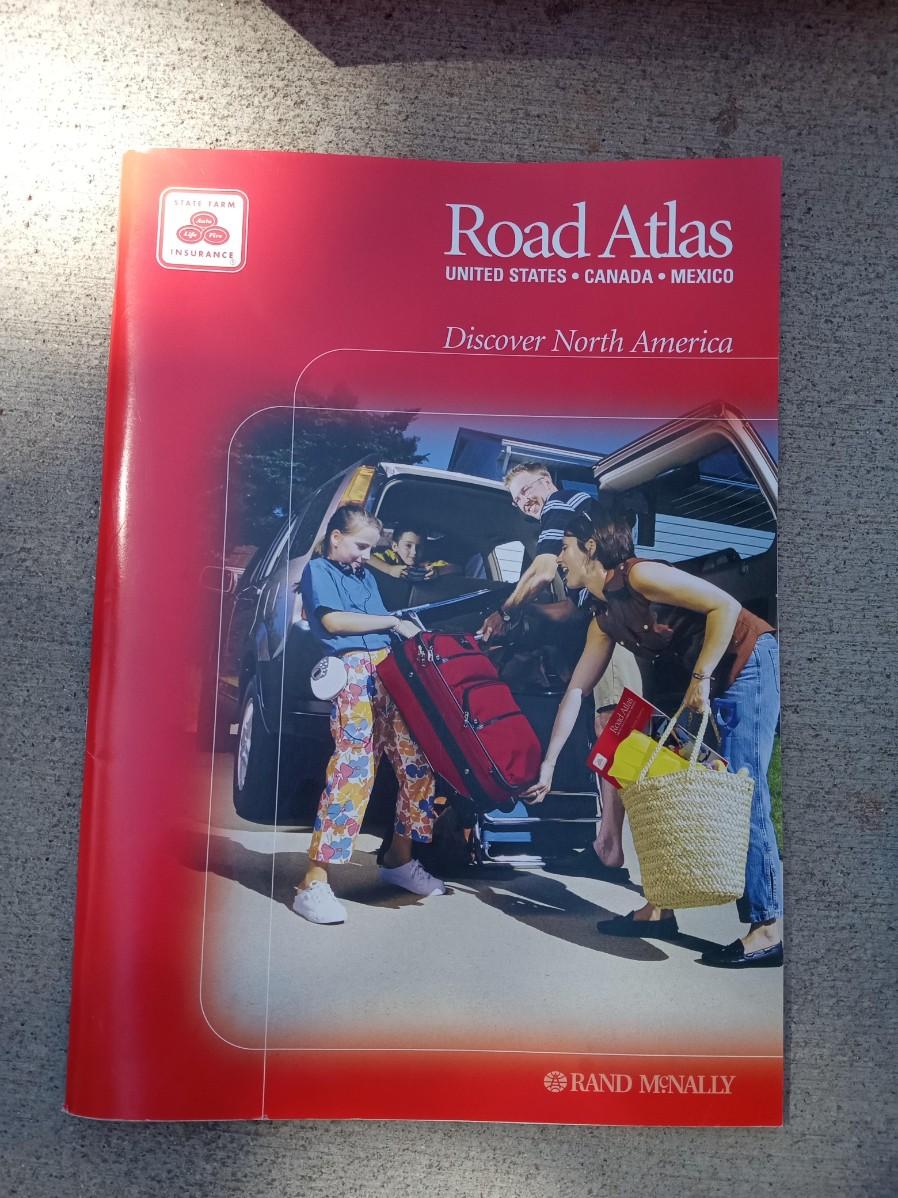 STATE FARM
Auto
Life Fire
INSURANCE
Road Atlas
UNITED STATES • CANADA • MEXICO
Discover North America
Road Atlas
RAND McNALLY